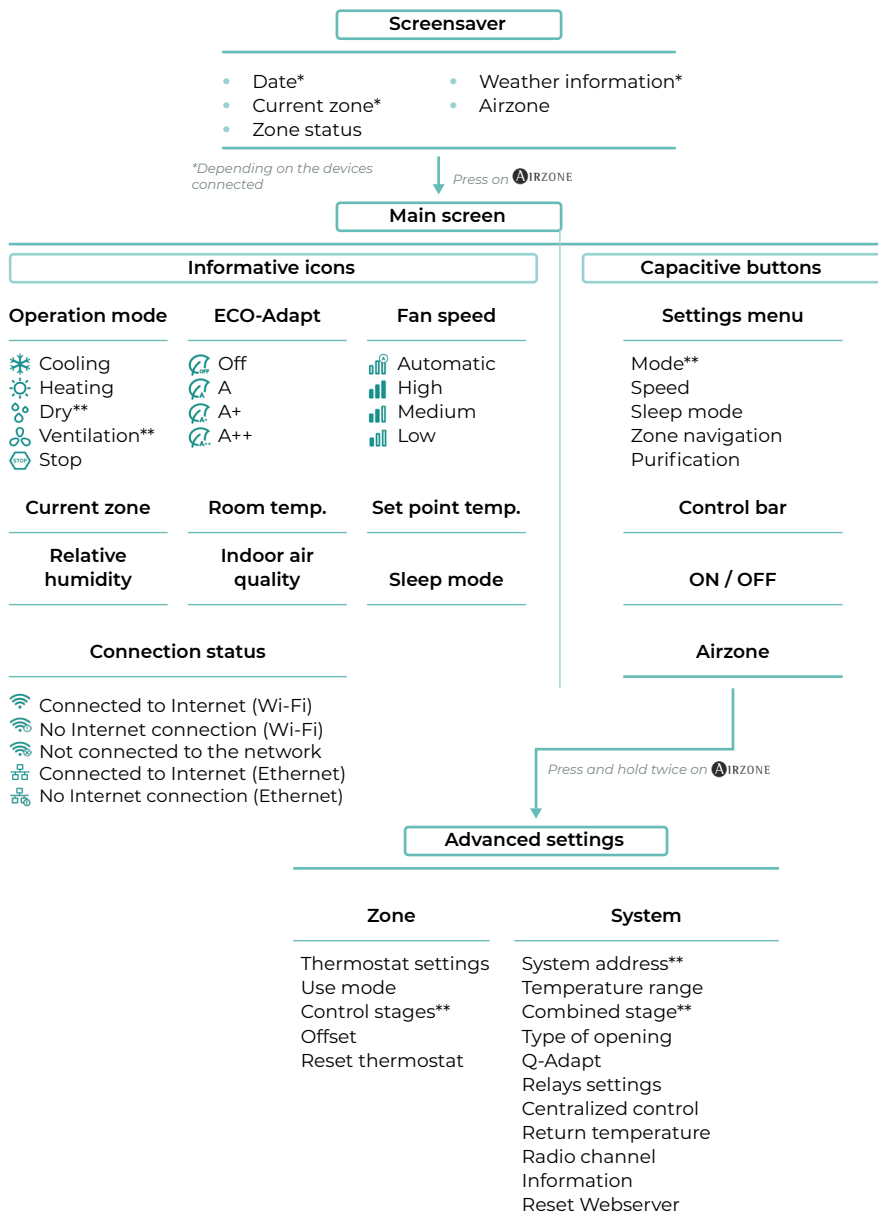 Screensaver
Date*
Current zone*
Zone status
Weather information*
Airzone
*Depending on the devices
connected
Press on AIRZONE
Main screen
Informative icons
Operation mode
Cooling
Heating
Dry**
Ventilation**
STOP Stop
ECO-Adapt
OFF Off
A A
A+ A+
A++ A++
Fan speed
A Automatic
High
Medium
Low
Current zone
Room temp.
Set point temp.
Relative
humidity
Indoor air
quality
Sleep mode
Connection status
Connected to Internet (Wi-Fi)
No Internet connection (Wi-Fi)
Not connected to the network
Connected to Internet (Ethernet)
No Internet connection (Ethernet)
Capacitive buttons
Settings menu
Mode**
Speed
Sleep mode
Zone navigation
Purification
Control bar
ON / OFF
Airzone
Press and hold twice on AIRZONE
Advanced settings
Zone
Thermostat settings
Use mode
Control stages**
Offset
Reset thermostat
System
System address**
Temperature range
Combined stage**
Type of opening
Q-Adapt
Relays settings
Centralized control
Return temperature
Radio channel
Information
Reset Webserver